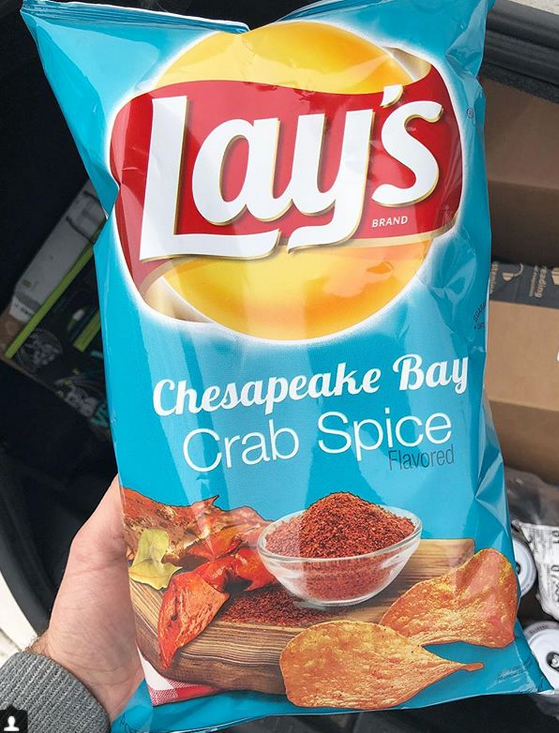 Lay's
BRAND
Chesapeake Bay
Crab Spice
Flavored